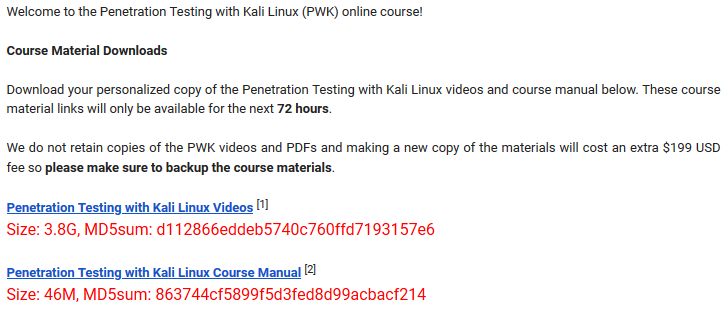 Welcome to the Penetration Testing with Kali Linux (PWK) online course!
Course Material Downloads
Download your personalized copy of the Penetration Testing with Kali Linux videos and course manual below. These course
material links will only be available for the next 72 hours.
We do not retain copies of the PWK videos and PDFs and making a new copy of the materials will cost an extra $199 USD
fee so please make sure to backup the course materials.
Penetration Testing with Kali Linux Videos [1]
Size: 3.8G, MD5sum: d112866eddeb5740c760ffd7193157e6
Penetration Testing with Kali Linux Course Manual [2]
Size: 46M, MD5sum: 863744cf5899f5d3fed8d99acbacf214